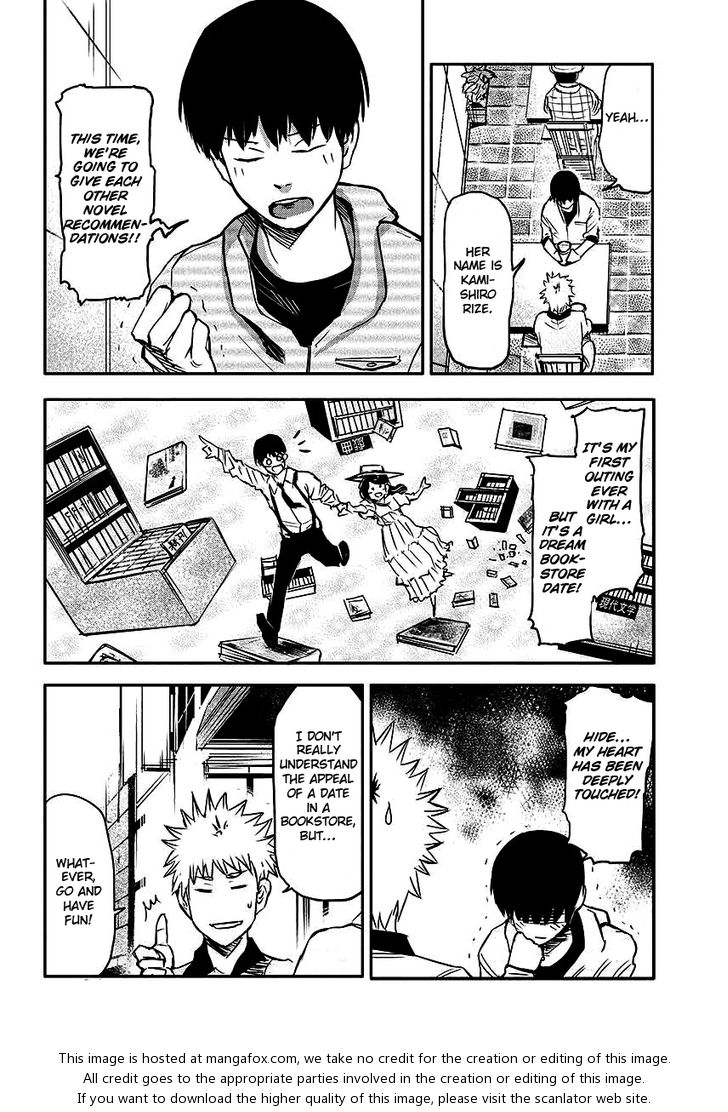 YEAH...
HER
NAME IS
KAMI-
SHIRO
RIZE.
THIS TIME,
WE'RE
GOING TO
GIVE EACH
OTHER
NOVEL
RECOMMEN-
DATIONS!!
IT'S MY
FIRST
OUTING
EVER
WITH A
GIRL...
BUT
IT'S A
DREAM
BOOK-
STORE
DATE!
現代文学
HIDE...
MY HEART
HAS BEEN
DEEPLY
TOUCHED!
I DON'T
REALLY
UNDERSTAND
THE APPEAL
OF A DATE
IN A
BOOKSTORE,
BUT...
WHAT-
EVER,
GO AND
HAVE
FUN!
This image is hosted at mangafox.com, we take no credit for the creation or editing of this image.
All credit goes to the appropriate parties involved in the creation or editing of this image.
If you want to download the higher quality of this image, please visit the scanlator web site.